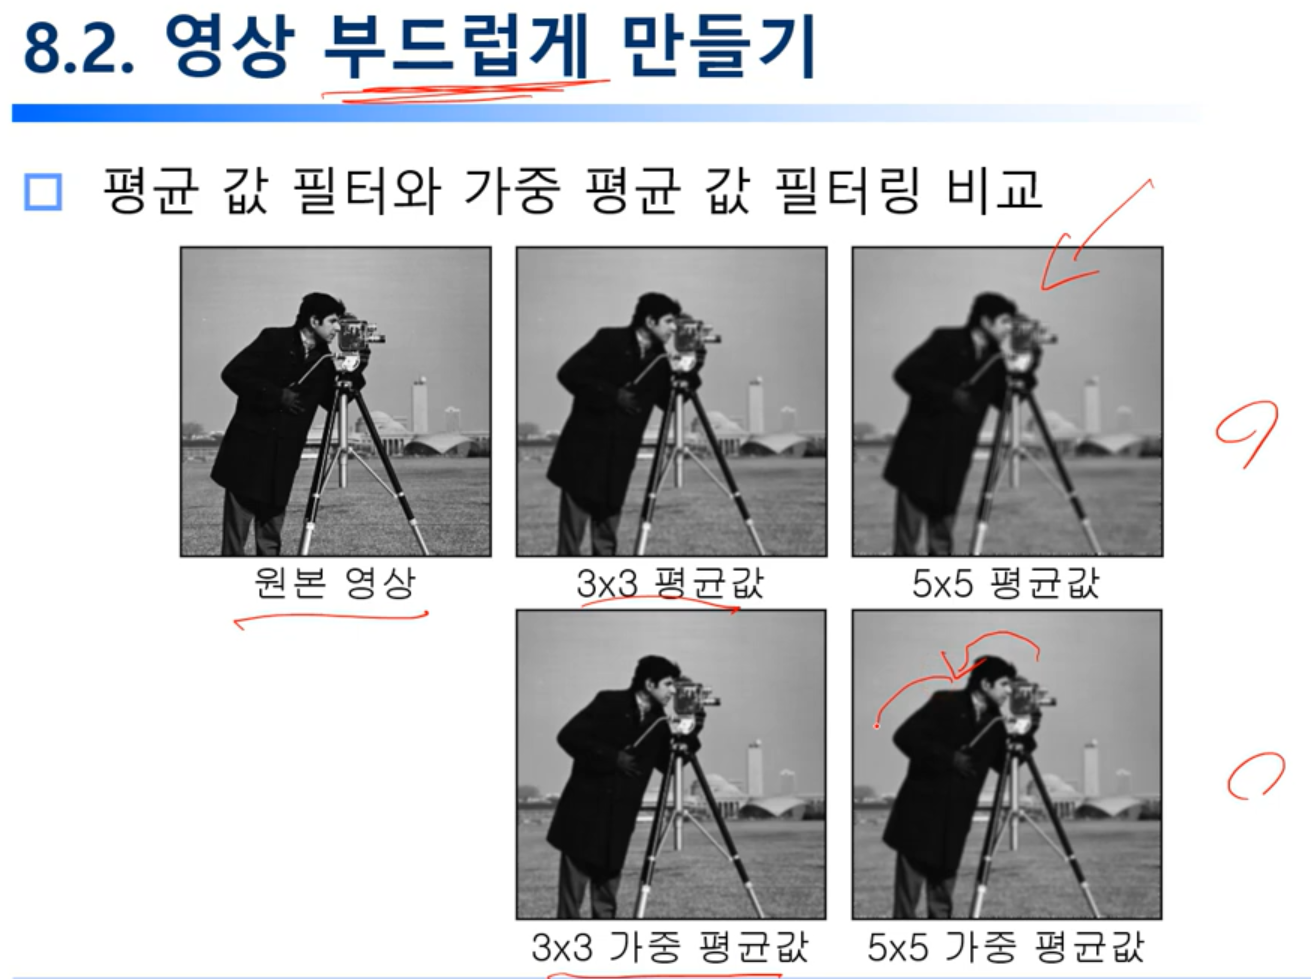 8.2. 영상 부드럽게 만들기
평균 값 필터와 가중 평균 값 필터링 비교
원본 영상
3x3 평균값
5x5 평균값
3x3 가중 평균값
5x5 가중 평균값